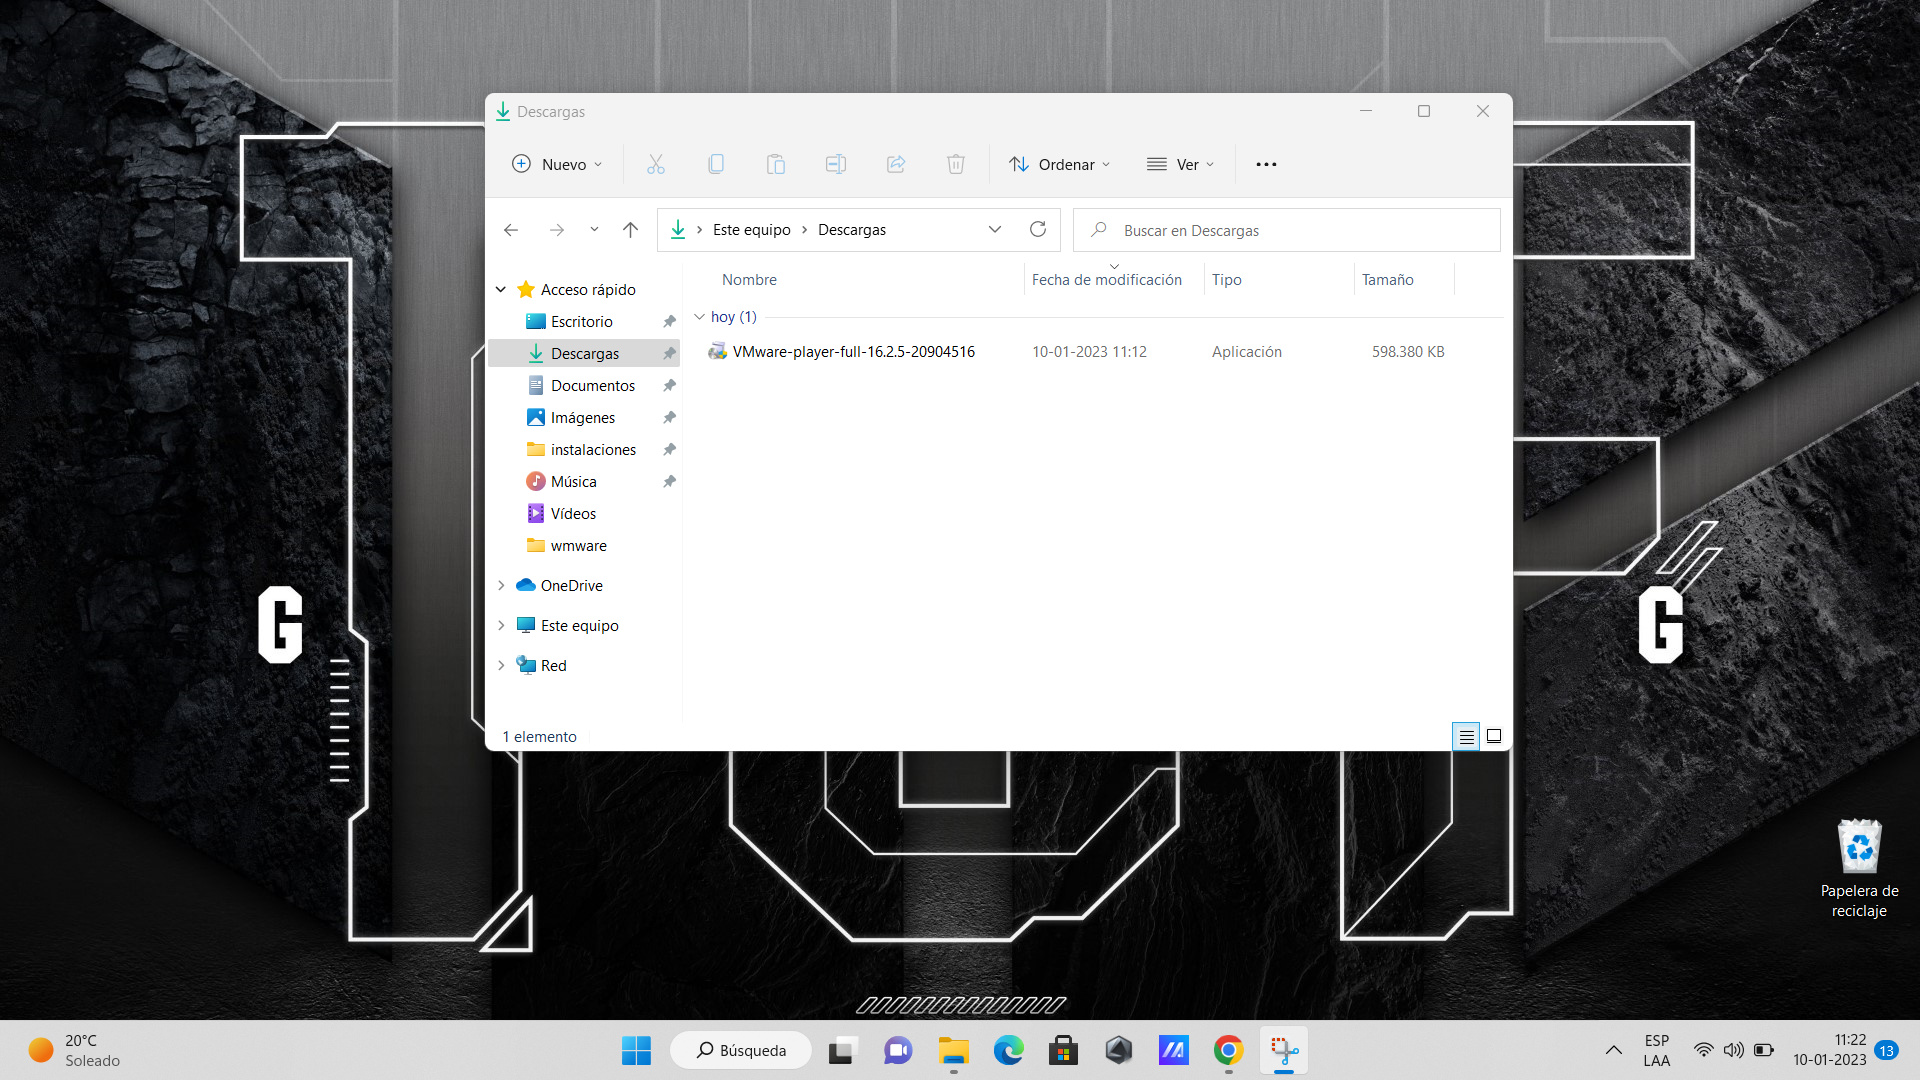 Descargas
Nuevo
Ordenar
Ver
Este equipo
Descargas
Buscar en Descargas
Nombre
Fecha de modificación
Tipo
Tamaño
hoy (1)
VMware-player-full-16.2.5-20904516
10-01-2023 11:12
Aplicación
598.380 KB
Acceso rápido
Escritorio
Descargas
Documentos
Imágenes
instalaciones
Música
Vídeos
wmware
OneDrive
Este equipo
Red
1 elemento
G
G
Papelera de
reciclaje
20°C
Soleado
Búsqueda
ESP
LAA
11:22
10-01-2023
13